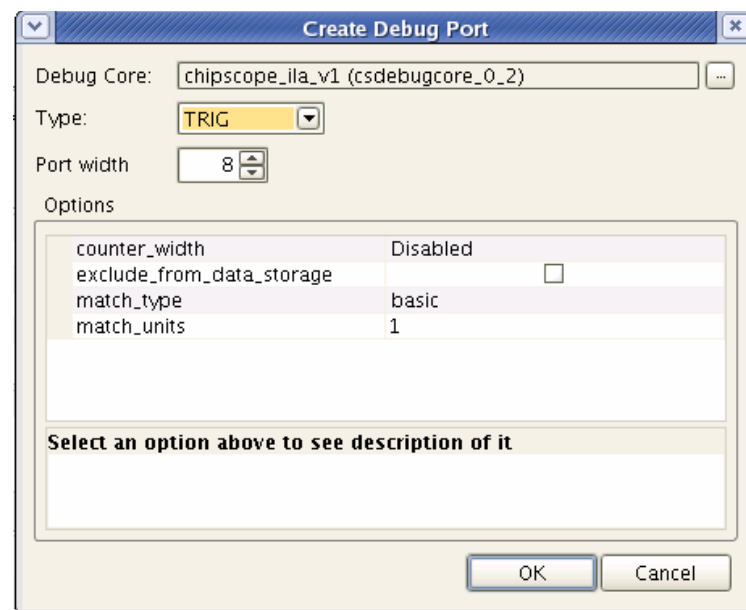 Create Debug Port
Debug Core: chipscope_ila_v1 (csdebugcore_0_2) ...
Type: TRIG
Port width 8
Options
counter_width Disabled
exclude_from_data_storage
match_type basic
match_units 1
Select an option above to see description of it
OK Cancel